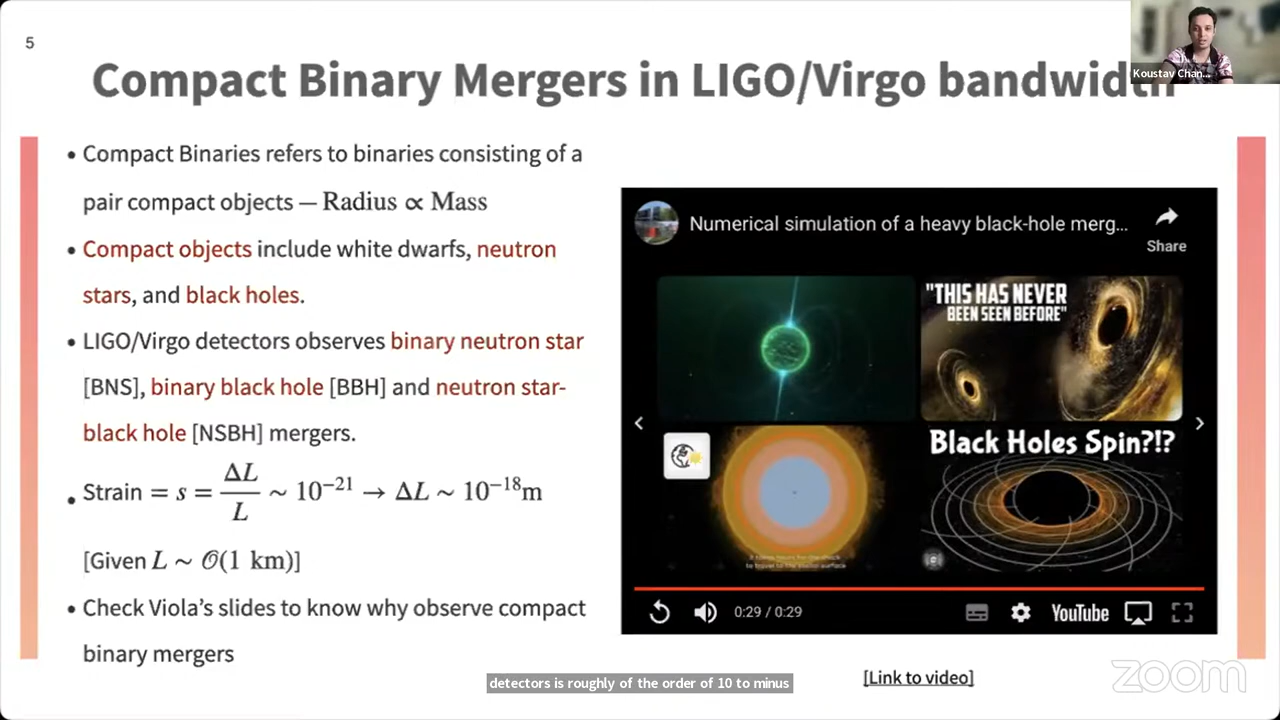 5
Koustav Chan...
Compact Binary Mergers in LIGO/Virgo bandwidth
• Compact Binaries refers to binaries consisting of a
pair compact objects — Radius ∝ Mass
• Compact objects include white dwarfs, neutron
stars, and black holes.
• LIGO/Virgo detectors observes binary neutron star
[BNS], binary black hole [BBH] and neutron star-
black hole [NSBH] mergers.
• Strain = s = ΔL/L ∼ 10⁻²¹ → ΔL ∼ 10⁻¹⁸m
[Given L ∼ 𝒪(1 km)]
• Check Viola's slides to know why observe compact
binary mergers
Numerical simulation of a heavy black-hole merg...
Share
"THIS HAS NEVER
BEEN SEEN BEFORE"
Black Holes Spin?!?
0:29 / 0:29
YouTube
[Link to video]
detectors is roughly of the order of 10 to minus
zoom